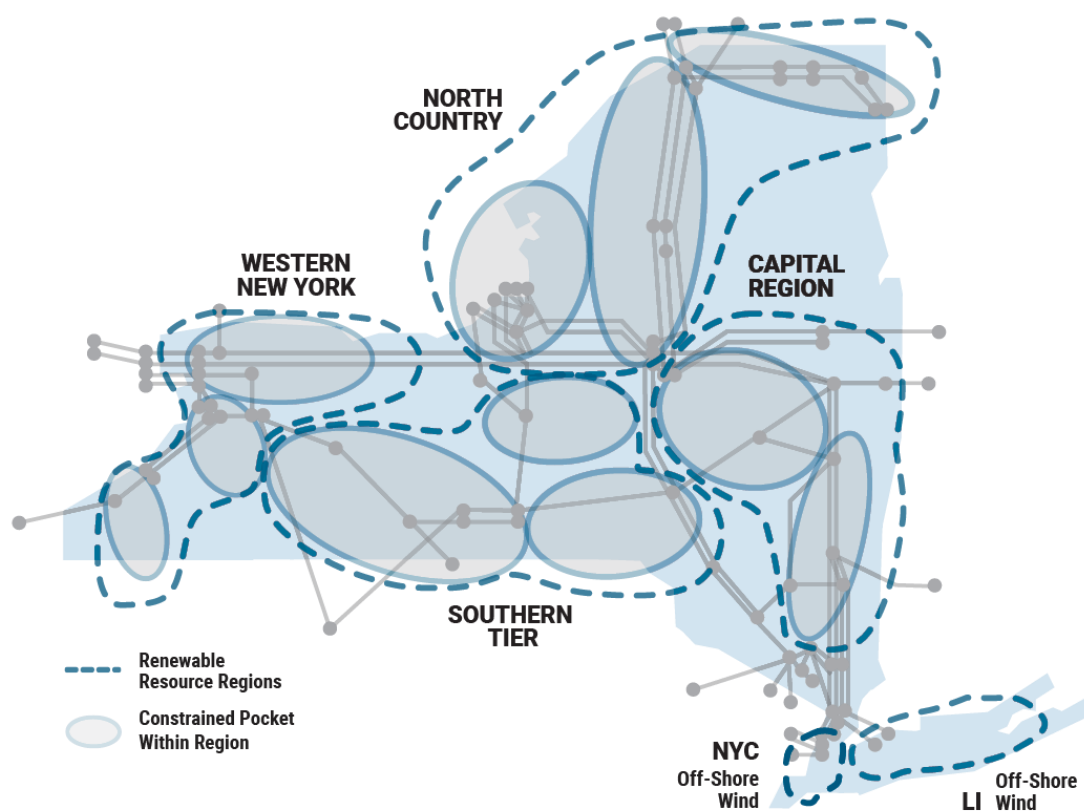 NORTH
COUNTRY
WESTERN
NEW YORK
CAPITAL
REGION
SOUTHERN
TIER
Renewable
Resource Regions
Constrained Pocket
Within Region
NYC
Off-Shore
Wind
LI
Off-Shore
Wind